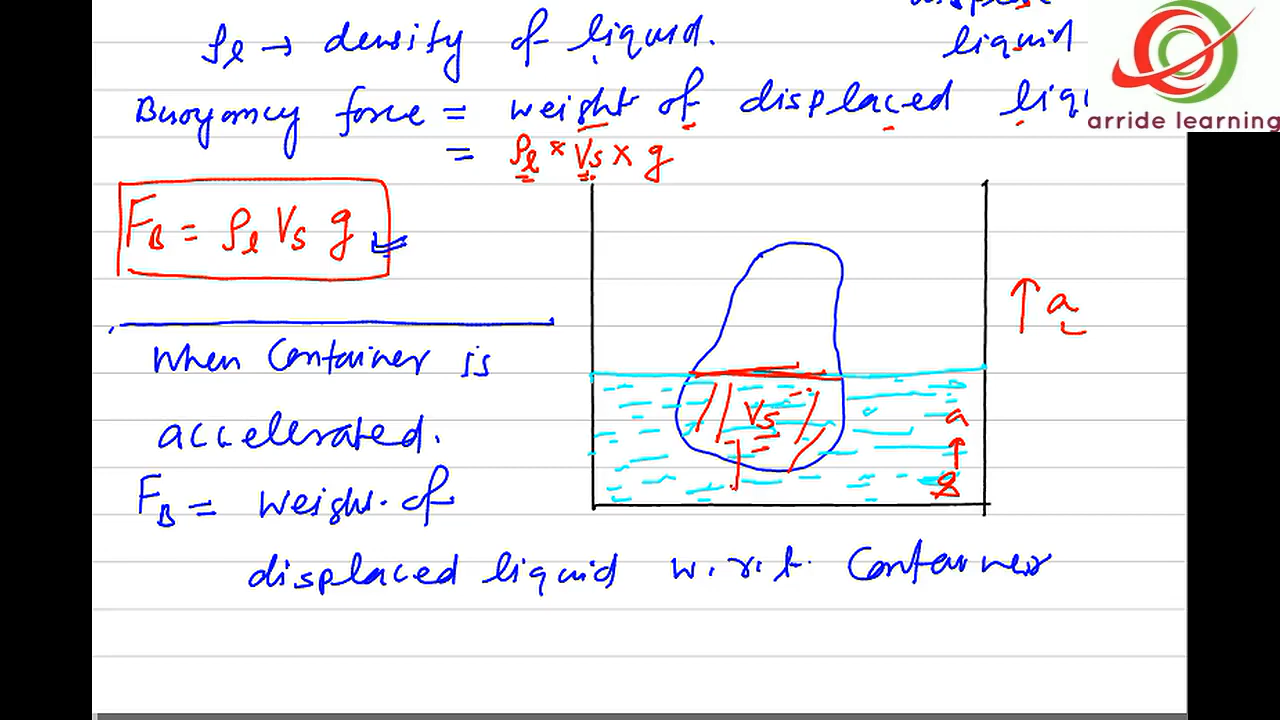 ρl → density of liquid.
liquid
arride learning
Buoyancy force = weight of displaced liqu
= ρl × Vs × g
FB = ρl Vs g
↑ a
When Container is
accelerated.
Vs
a
↑
FB = Weight of
displaced liquid w.r.t. Container